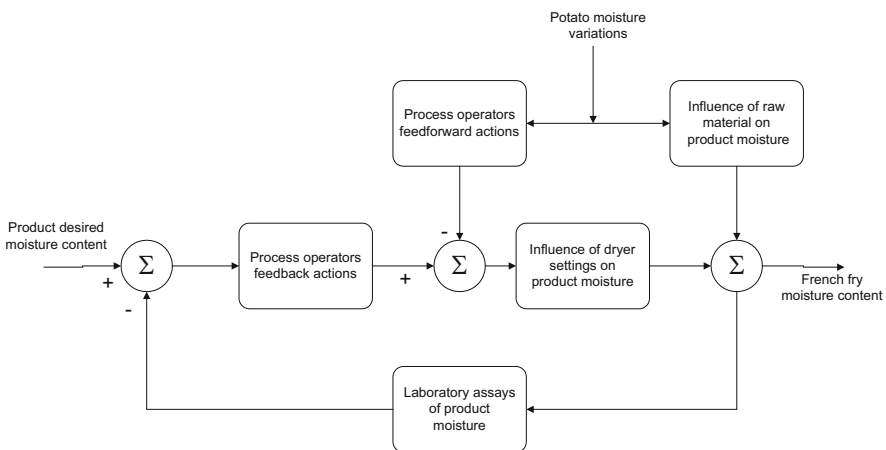 Potato moisture
variations
Process operators
feedforward actions
Influence of raw
material on
product moisture
Product desired
moisture content
+
-
Σ
Process operators
feedback actions
+
-
Σ
Influence of dryer
settings on
product moisture
Σ
French fry
moisture content
Laboratory assays
of product
moisture